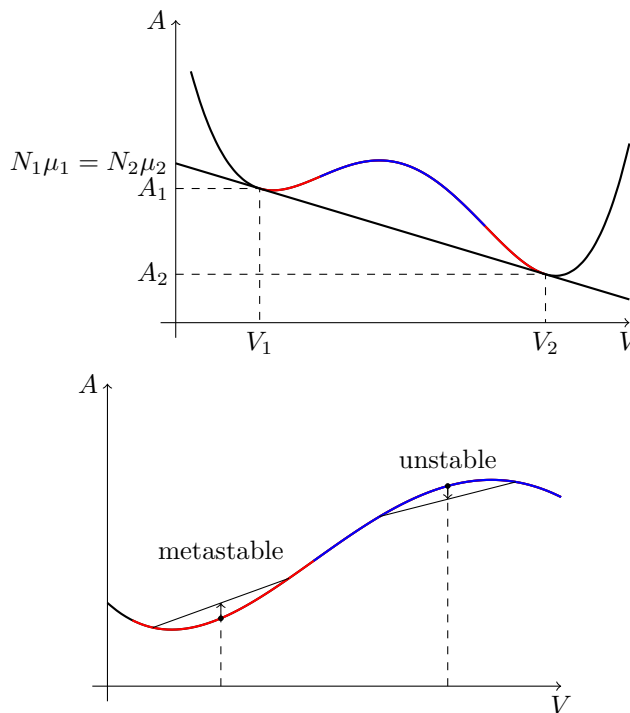 A
N₁μ₁ = N₂μ₂
A₁
A₂
V₁
V₂
V
A
unstable
metastable
V